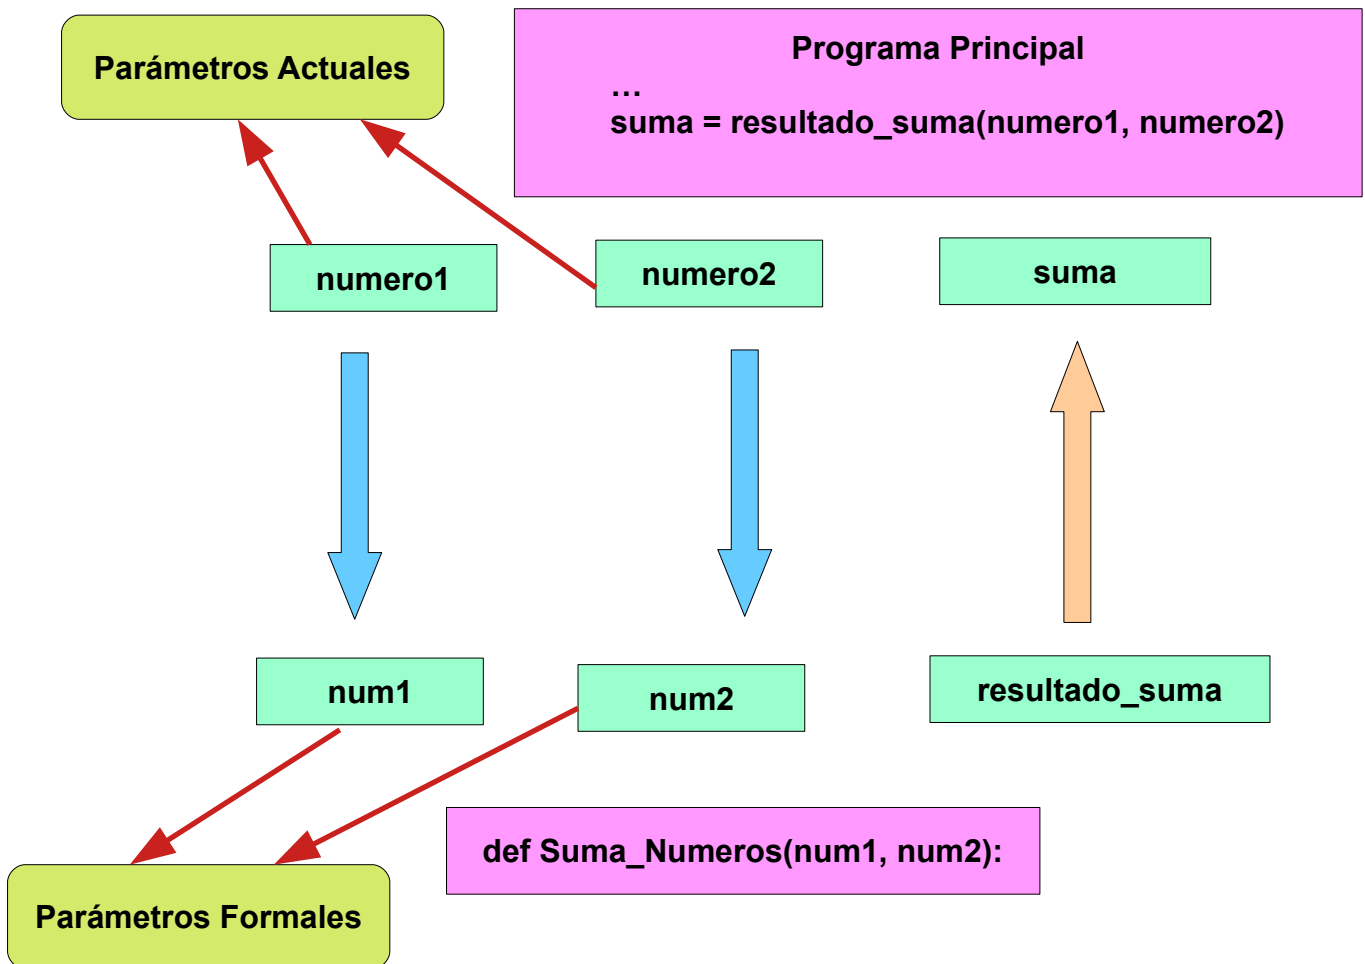 Parámetros Actuales
Programa Principal
…
suma = resultado_suma(numero1, numero2)
numero1
numero2
suma
num1
num2
resultado_suma
def Suma_Numeros(num1, num2):
Parámetros Formales